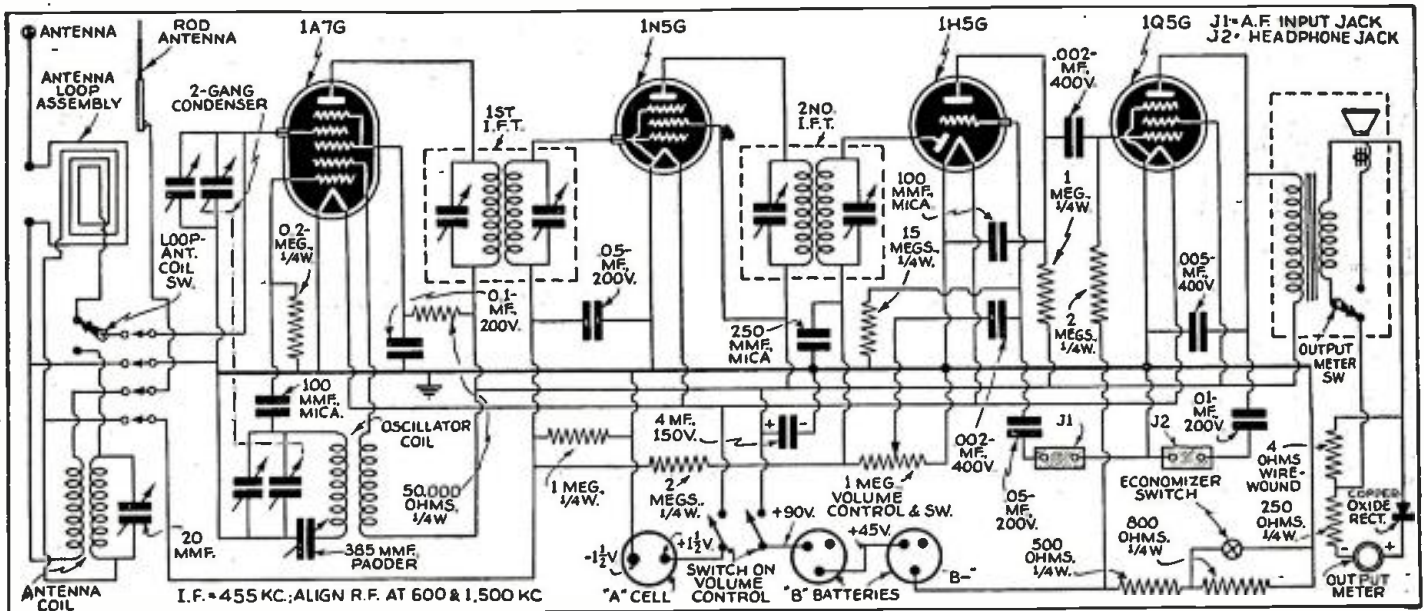 ANTENNA
ROD
ANTENNA
1A7G
1N5G
1H5G
1Q5G
J1= A.F. INPUT JACK
J2- HEADPHONE JACK
ANTENNA
LOOP
ASSEMBLY
2-GANG
CONDENSER
1ST
I.F.T.
2NO.
I.F.T.
.002-
MF,
400V.
LOOP-
ANT.
COIL
SW.
0.2-
MEG.,
1/4W.
0.1-
MF,
200V.
.05-
MF,
200V.
100
MMF,
MICA
15
MEGS.,
1/4W.
1
MEG.,
1/4W
250
MMF,
MICA
2
MEGS.,
1/4W.
.005-
MF,
400V.
OUTPUT
METER
SW
100
MMF,
MICA.
OSCILLATOR
COIL
4 MF.
150V.
+
-
.002-
MF,
400V.
J1
J2
.01-
MF,
200V.
4
OHMS
WIRE-
WOUND
50,000
OHMS,
1/4W
1 MEG.,
1/4W.
2
MEGS.,
1/4W.
1 MEG.
VOLUME
CONTROL & SW.
.05-
MF,
200V.
ECONOMIZER
SWITCH
COPPER
OXIDE
RECT.
250
OHMS.
1/4W.
20
MMF.
385 MMF.
PADDER
-1½
V.
+1½V.
+90V.
+45V.
"B-"
500
OHMS.
1/4W.
800
OHMS.
1/4W
-
+
ANTENNA
COIL
I.F.=455 KC.; ALIGN R.F. AT 600 & 1,500 KC
"A" CELL
SWITCH ON
VOLUME
CONTROL
"B" BATTERIES
OUTPUT
METER